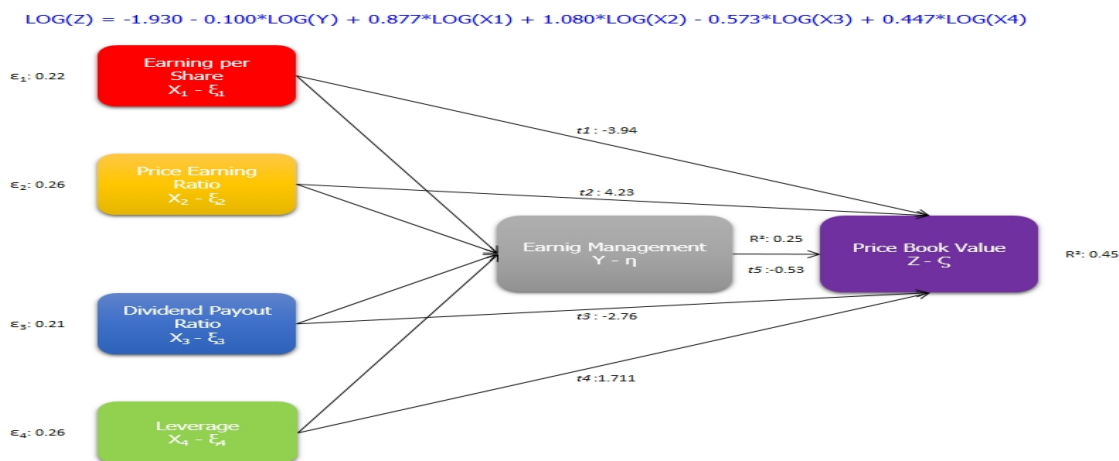 LOG(Z) = -1.930 - 0.100*LOG(Y) + 0.877*LOG(X1) + 1.080*LOG(X2) - 0.573*LOG(X3) + 0.447*LOG(X4)
Earning per
Share
X₁ - ξ₁
ε₁: 0.22
t1 : -3.94
Price Earning
Ratio
X₂ - ξ₂
ε₂: 0.26
t2 : 4.23
Earnig Management
Y - η
R²: 0.25
t5 : -0.53
Price Book Value
Z - ς
R²: 0.45
Dividend Payout
Ratio
X₃ - ξ₃
ε₃: 0.21
t3 : -2.76
t4 :1.711
Leverage
X₄ - ξ₄
ε₄: 0.26